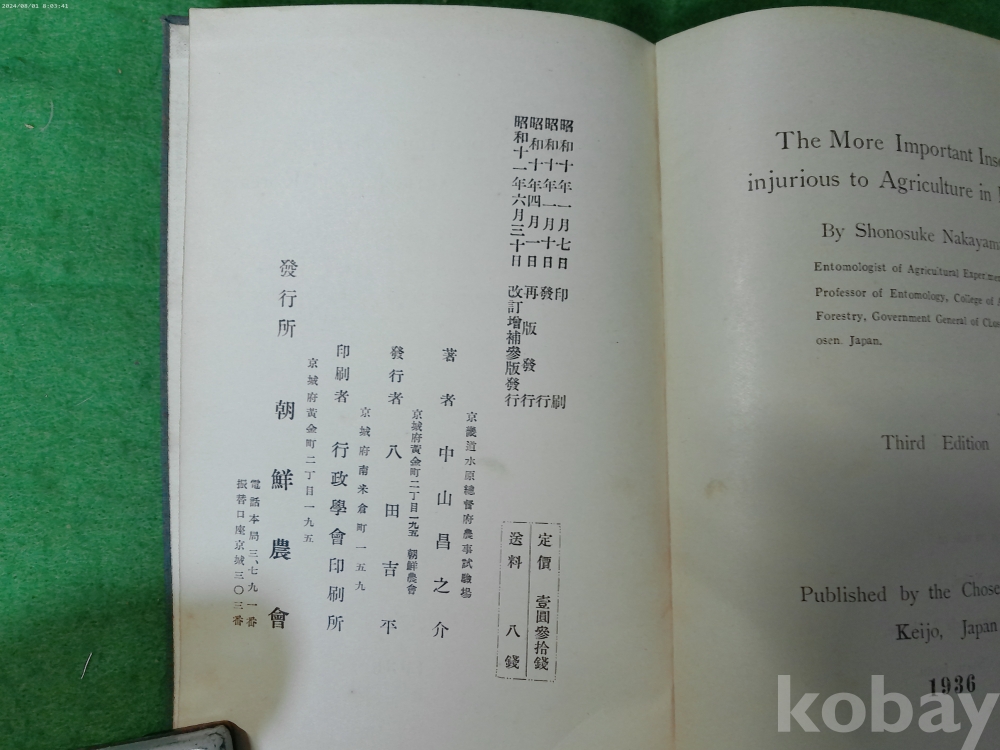 2024/08/01 8:03:41
昭和十年一月七日 印刷
昭和十年一月十日 發行
昭和十年四月一日 再版發行
昭和十一年六月三十日 改訂增補參版發行
定價 壹圓參拾錢
送料 八錢
京畿道水原總督府農事試驗場
著者 中山昌之介
京城府黃金町二丁目一九五 朝鮮農會
發行者 八田吉平
京城府南米倉町一五九
印刷者 行政學會印刷所
京城府黃金町二丁目一九五
發行所 朝鮮農會
電話本局三、七九一番
振替口座京城三〇三番
The More Important Inse
injurious to Agriculture in
By Shonosuke Nakayama
Entomologist of Agricultural Experime
Professor of Entomology, College of A
Forestry, Government General of Chos
osen. Japan.
Third Edition
Published by the Chose
Keijo, Japan
1936
kobay